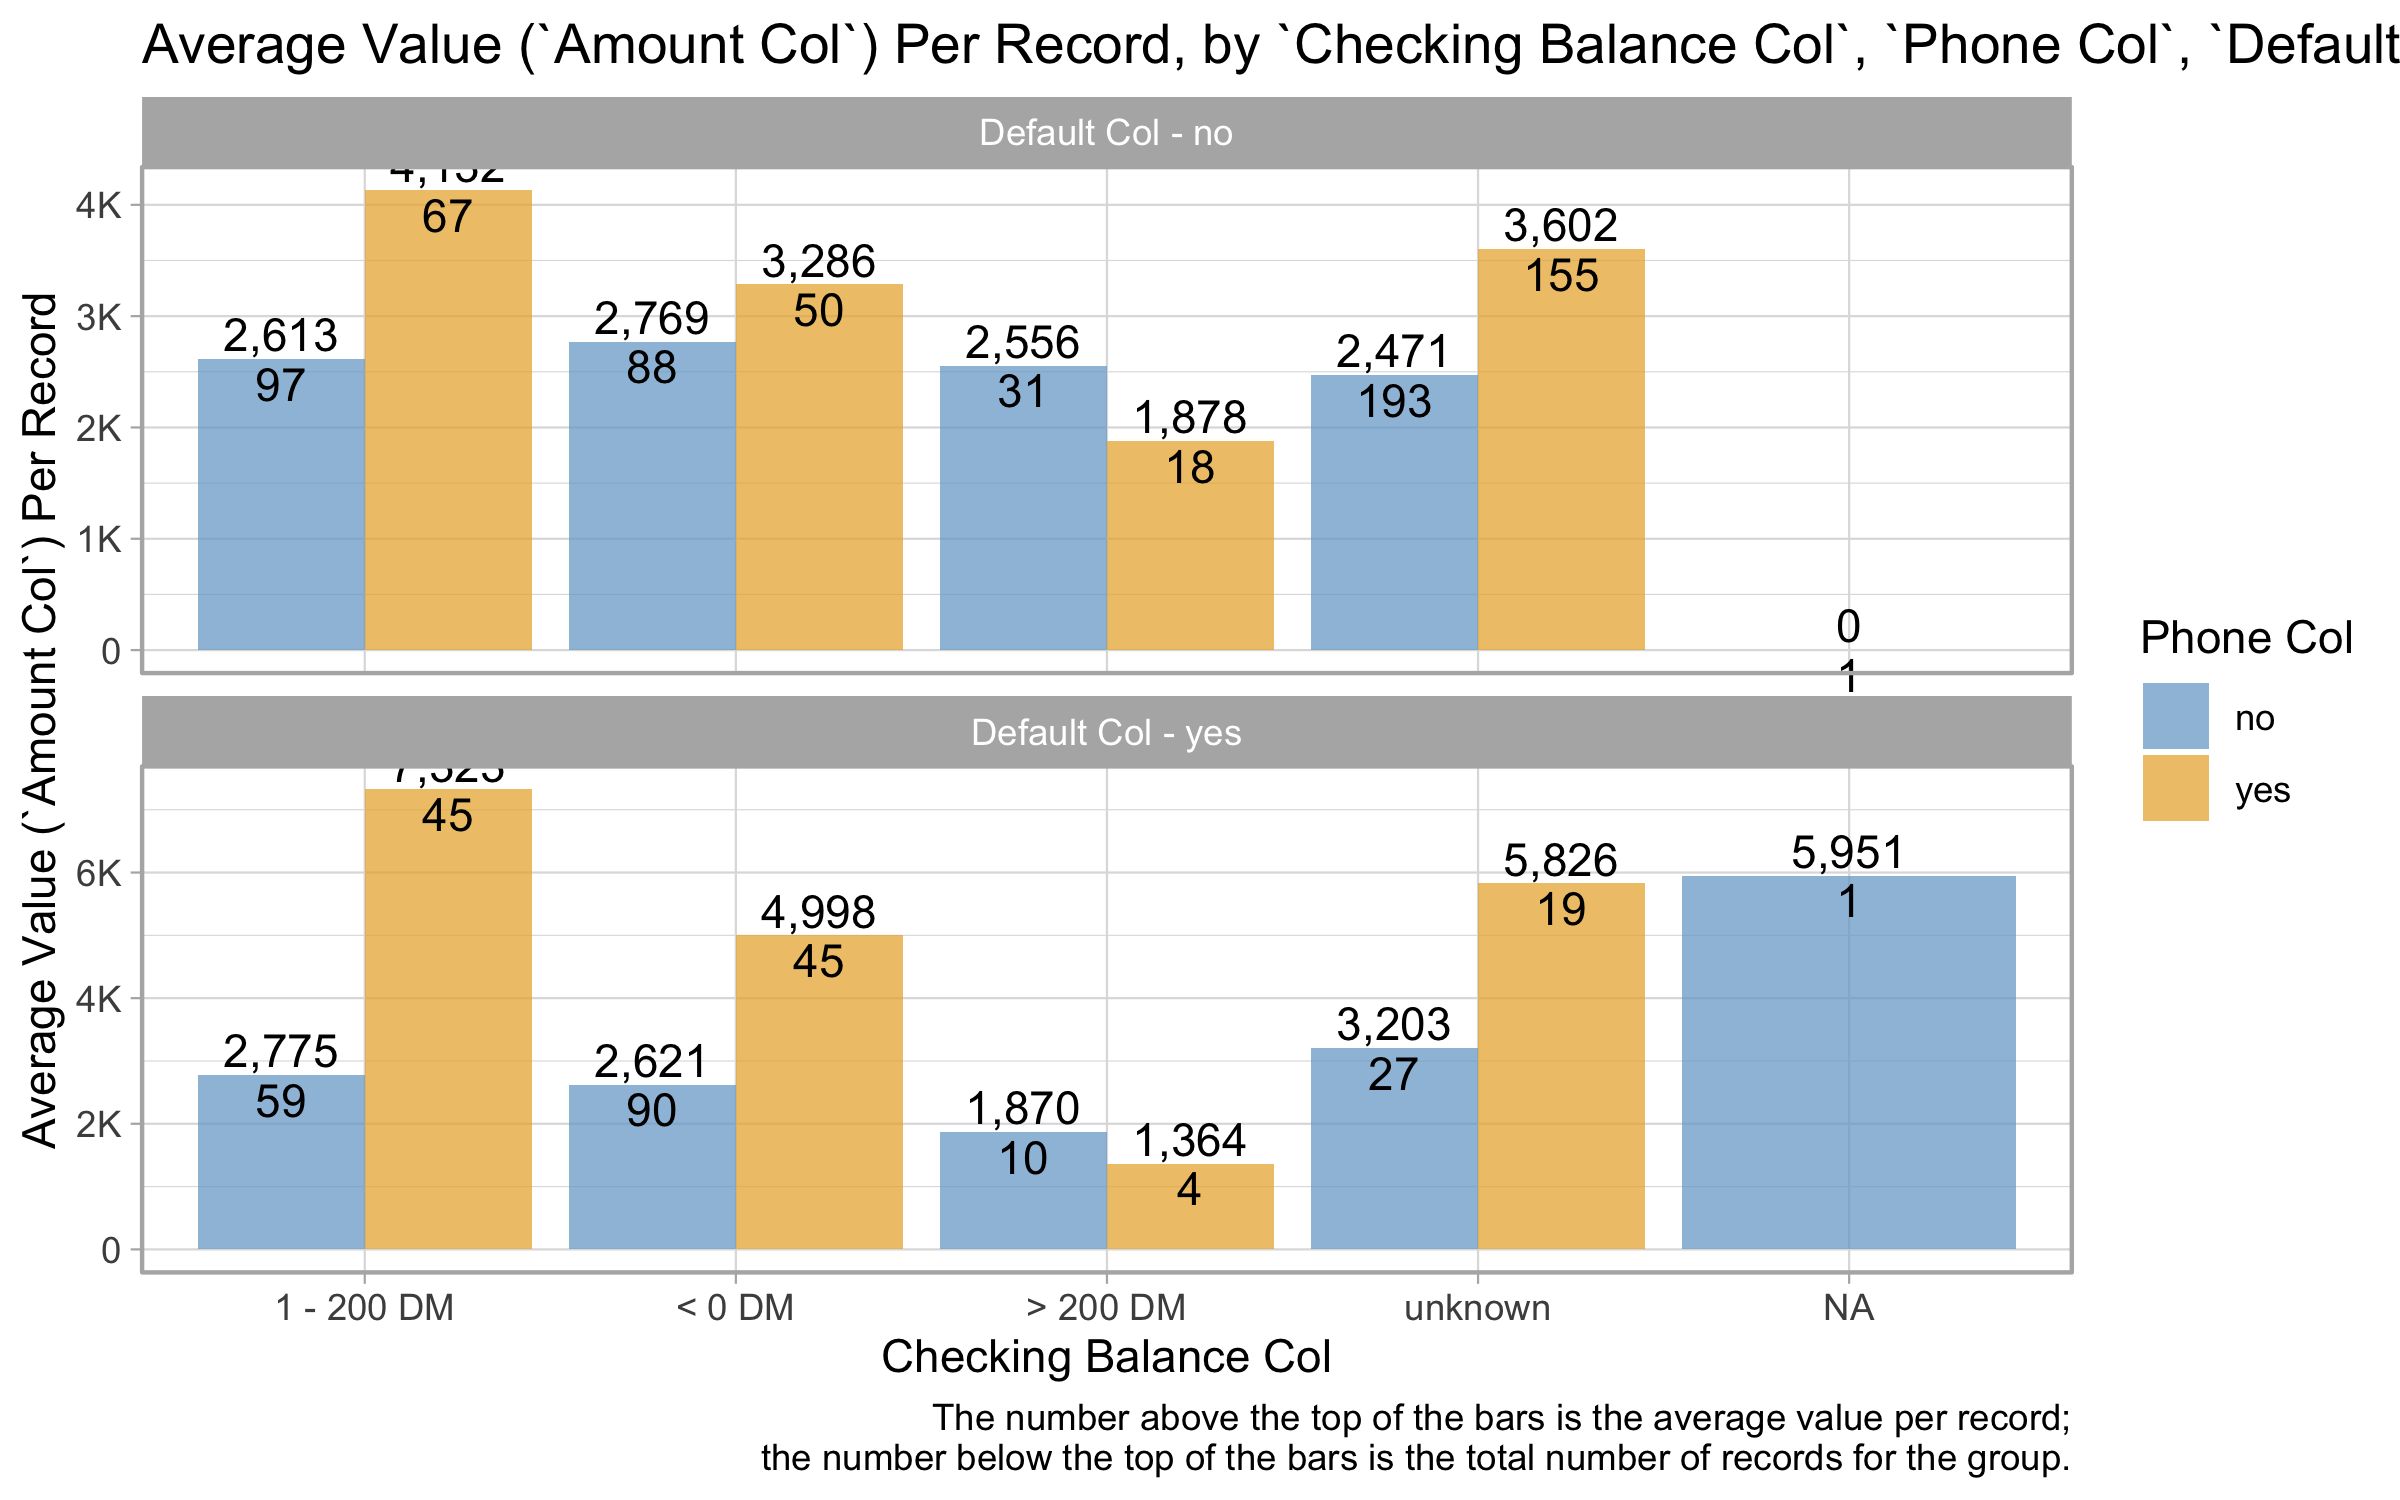 Average Value (`Amount Col`) Per Record, by `Checking Balance Col`, `Phone Col`, `Default
Default Col - no
4K
3K
2K
1K
0
67
3,286
50
3,602
155
2,613
97
2,769
88
2,556
31
1,878
18
2,471
193
0
1
Default Col - yes
6K
4K
2K
0
45
4,998
45
5,826
19
5,951
1
2,775
59
2,621
90
1,870
10
1,364
4
3,203
27
1 - 200 DM
< 0 DM
> 200 DM
unknown
NA
Checking Balance Col
Average Value (`Amount Col`) Per Record
Phone Col
no
yes
The number above the top of the bars is the average value per record;
the number below the top of the bars is the total number of records for the group.